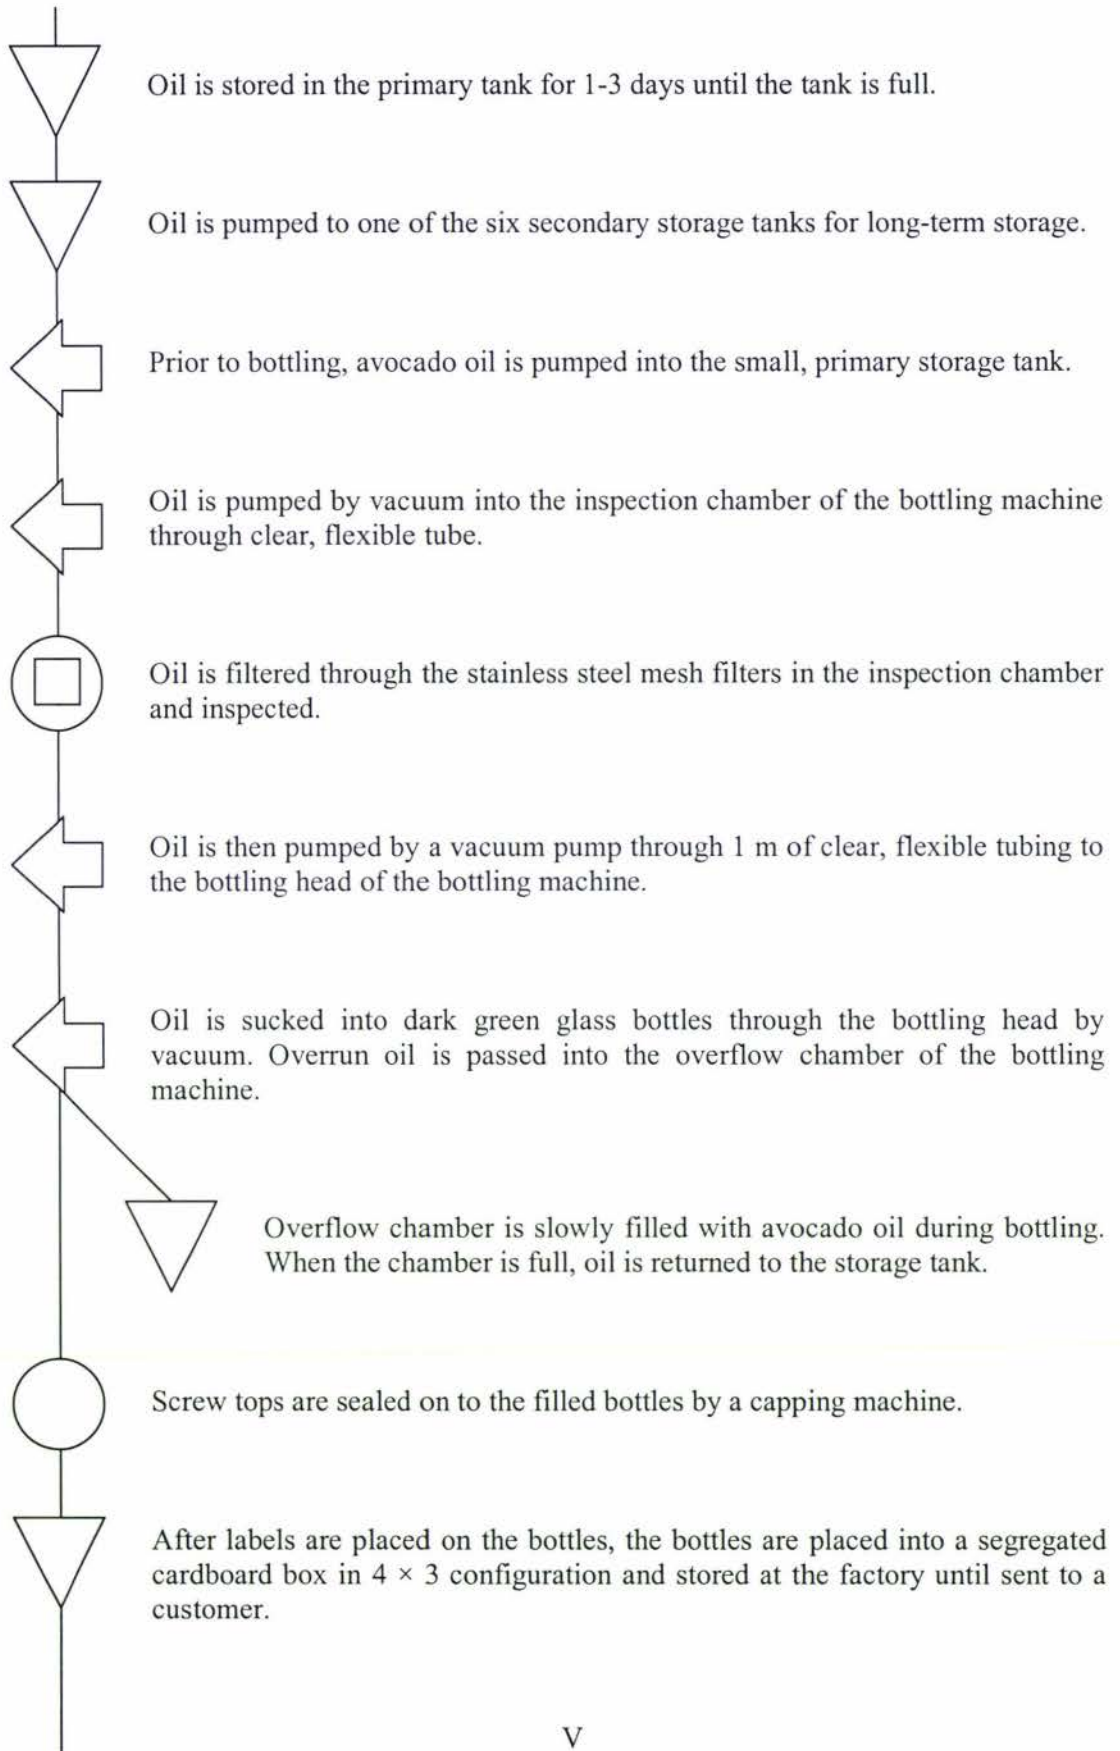 Oil is stored in the primary tank for 1-3 days until the tank is full.
Oil is pumped to one of the six secondary storage tanks for long-term storage.
Prior to bottling, avocado oil is pumped into the small, primary storage tank.
Oil is pumped by vacuum into the inspection chamber of the bottling machine
through clear, flexible tube.
Oil is filtered through the stainless steel mesh filters in the inspection chamber
and inspected.
Oil is then pumped by a vacuum pump through 1 m of clear, flexible tubing to
the bottling head of the bottling machine.
Oil is sucked into dark green glass bottles through the bottling head by
vacuum. Overrun oil is passed into the overflow chamber of the bottling
machine.
Overflow chamber is slowly filled with avocado oil during bottling.
When the chamber is full, oil is returned to the storage tank.
Screw tops are sealed on to the filled bottles by a capping machine.
After labels are placed on the bottles, the bottles are placed into a segregated
cardboard box in 4 × 3 configuration and stored at the factory until sent to a
customer.
V